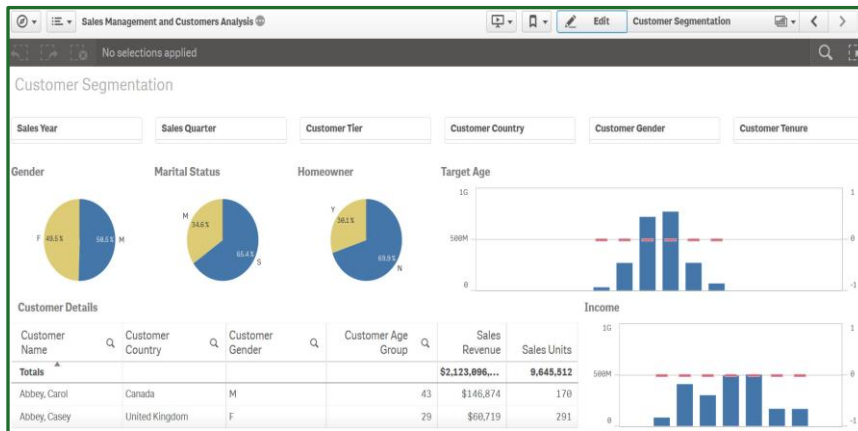 Sales Management and Customers Analysis
Edit
Customer Segmentation
No selections applied
Customer Segmentation
Sales Year
Sales Quarter
Customer Tier
Customer Country
Customer Gender
Customer Tenure
Gender
Marital Status
Homeowner
Target Age
F 49.5% 50.5% M
M 34.6% 65.4% S
Y 30.1% 69.9% N
1G
500M
0
1
0
-1
Customer Details
Income
Customer Name
Customer Country
Customer Gender
Customer Age Group
Sales Revenue
Sales Units
Totals $2,123,096,... 9,645,512
Abbey, Carol Canada M 43 $146,874 170
Abbey, Casey United Kingdom F 29 $60,719 291
1G
500M
0
1
0
-1